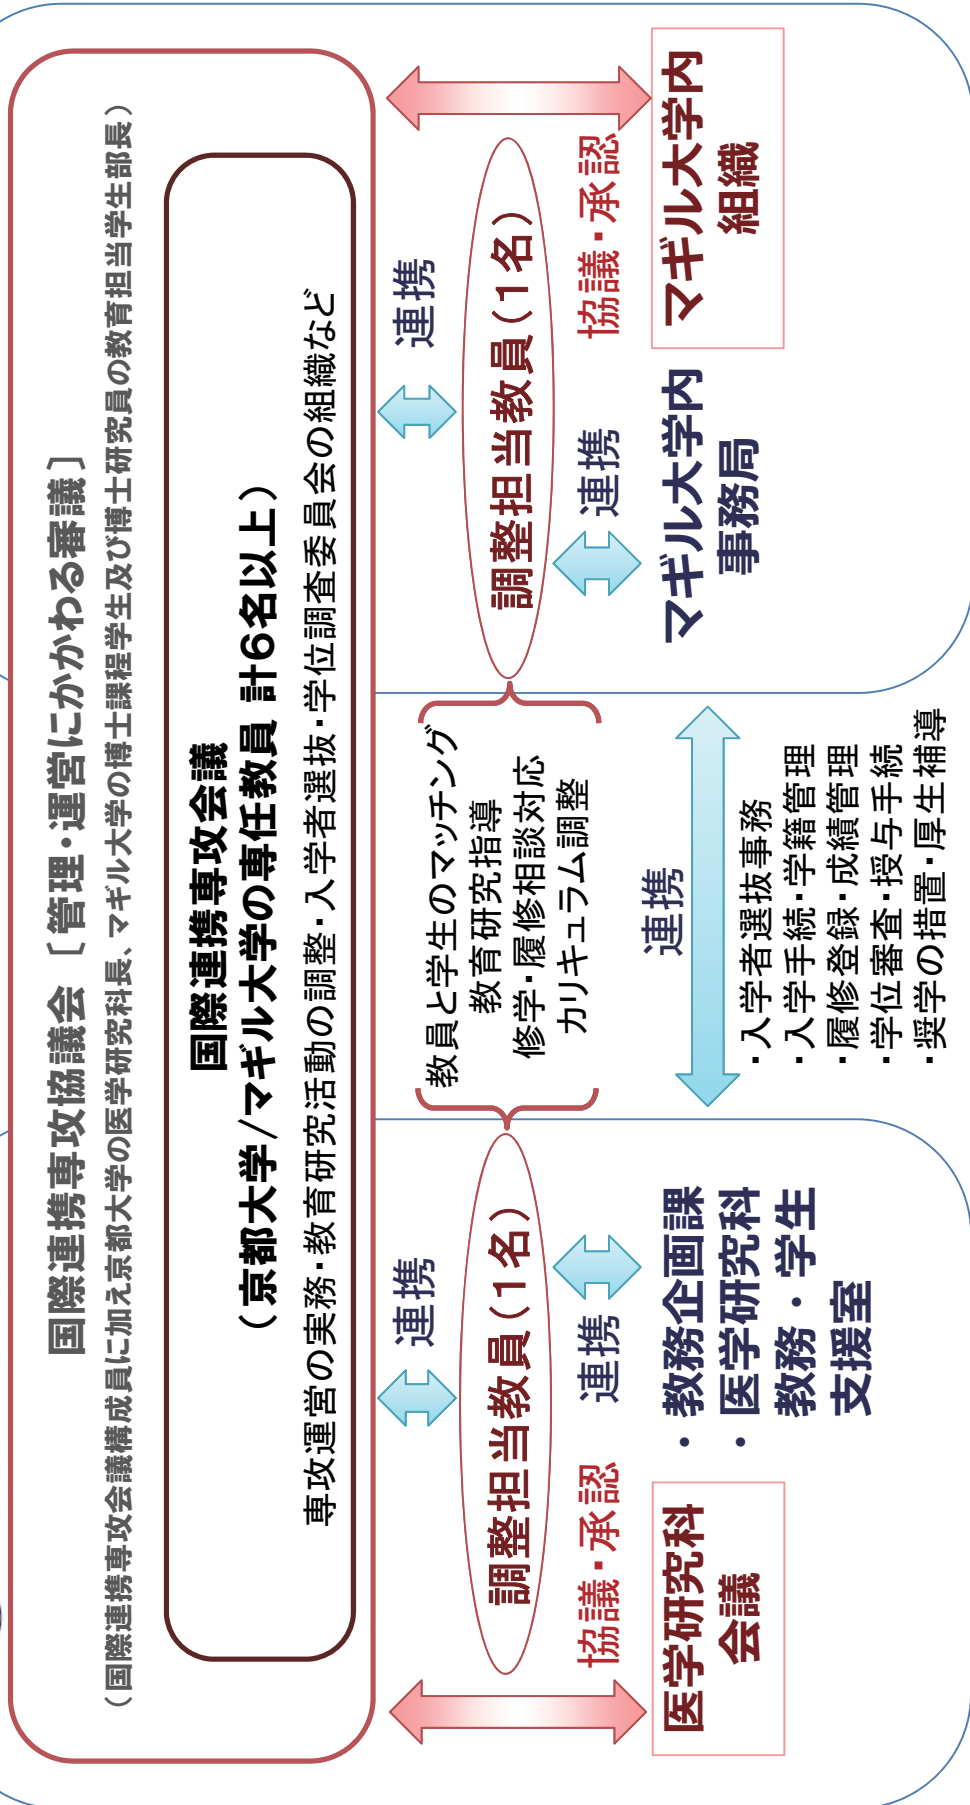 国際連携専攻協議会 [管理・運営にかかわる審議]
(国際連携専攻会議構成員に加え京都大学の医学研究科長、マギル大学の博士課程学生及び博士研究員の教育担当学生部長)
国際連携専攻会議
(京都大学/マギル大学の専任教員 計6名以上)
専攻運営の実務・教育研究活動の調整・入学者選抜・学位調査委員会の組織など
連携
連携
調整担当教員(1名)
教員と学生のマッチング
教育研究指導
修学・履修相談対応
カリキュラム調整
調整担当教員(1名)
協議・承認
連携
連携
協議・承認
医学研究科
会議
・教務企画課
・医学研究科
教務・学生
支援室
連携
・入学者選抜事務
・入学手続・学籍管理
・履修登録・成績管理
・学位審査・授与手続
・奨学の措置・厚生補導
マギル大学内
事務局
マギル大学内
組織